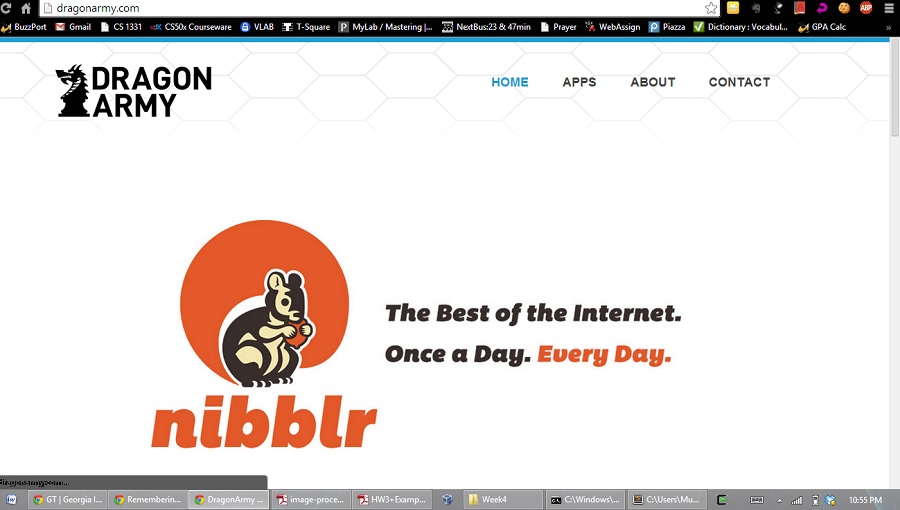 dragonarmy.com
BuzzPort Gmail CS 1331 CS50x Courseware VLAB T-Square MyLab / Mastering |... NextBus:23 & 47min Prayer WebAssign Piazza Dictionary : Vocabul... GPA Calc »
DRAGON
ARMY
HOME APPS ABOUT CONTACT
The Best of the Internet.
Once a Day. Every Day.
nibblr
dragonarmy.com...
GT | Georgia I... Rememberin... DragonArmy ... image-proce... HW3+Examp... Week4 C:\Windows\... C:\Users\Mu... 10:55 PM